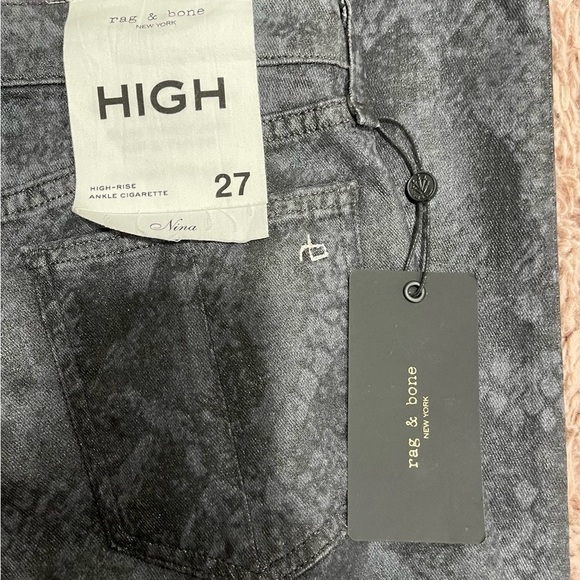 rag & bone
NEW YORK
HIGH
HIGH-RISE
ANKLE CIGARETTE
27
Nina
rag & bone
NEW YORK